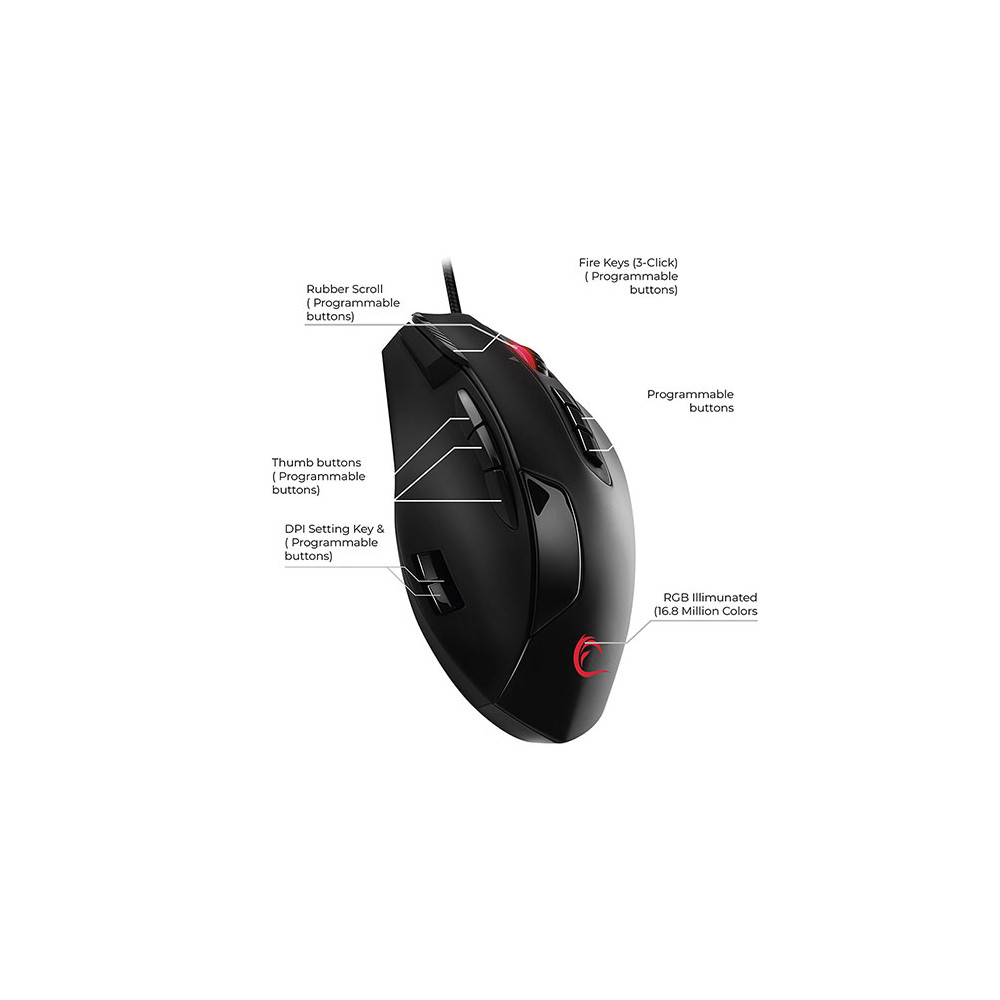 Fire Keys (3-Click)
( Programmable
buttons)
Rubber Scroll
( Programmable
buttons)
Programmable
buttons
Thumb buttons
( Programmable
buttons)
DPI Setting Key &
( Programmable
buttons)
RGB Illimunated
(16.8 Million Colors